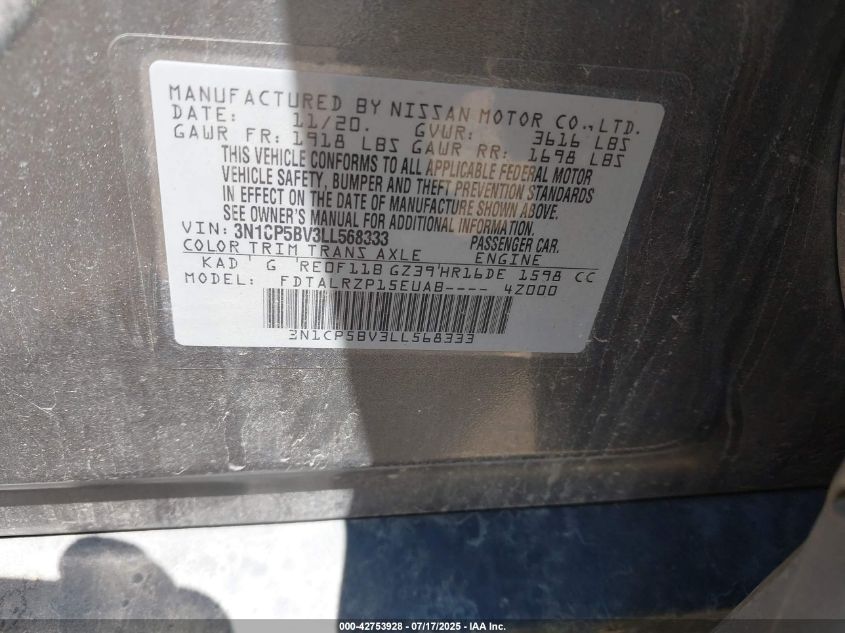 MANUFACTURED BY NISSAN MOTOR CO., LTD.
DATE: 11/20. GVWR: 3616 LBS
GAWR FR: 1918 LBS GAWR RR: 1698 LBS
THIS VEHICLE CONFORMS TO ALL APPLICABLE FEDERAL MOTOR
VEHICLE SAFETY, BUMPER AND THEFT PREVENTION STANDARDS
IN EFFECT ON THE DATE OF MANUFACTURE SHOWN ABOVE.
SEE OWNER'S MANUAL FOR ADDITIONAL INFORMATION.
VIN: 3N1CP5BV3LL568333 PASSENGER CAR.
COLOR TRIM TRANS AXLE ENGINE
KAD ' G 'RE0F11B GZ39'HR16DE 1598 CC
MODEL: FDTALRZP15EUAB---- 4Z000
3N1CP5BV3LL568333
000-42753928 - 07/17/2025 - IAA Inc.